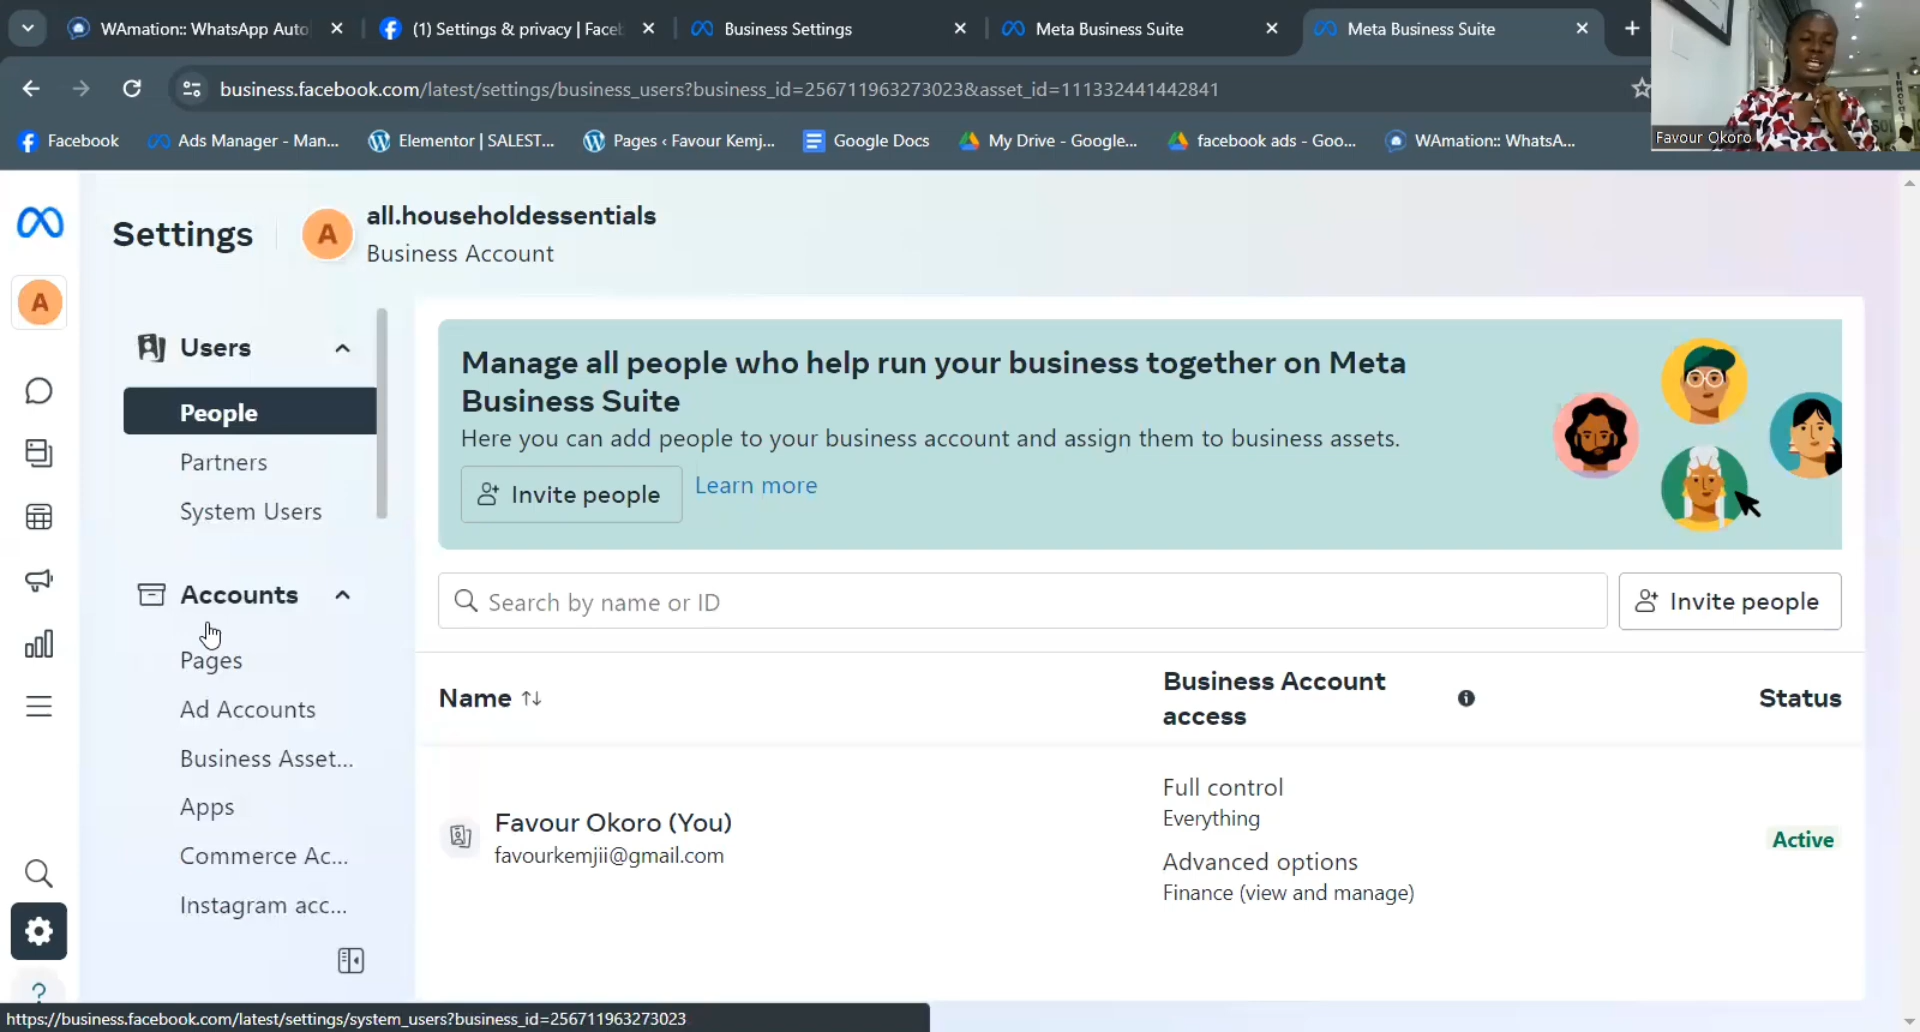 WAmation:: WhatsApp Auto
(1) Settings & privacy | Face
Business Settings
Meta Business Suite
Meta Business Suite
business.facebook.com/latest/settings/business_users?business_id=256711963273023&asset_id=111332441442841
Facebook
Ads Manager - Man...
Elementor | SALEST...
Pages ‹ Favour Kemj...
Google Docs
My Drive - Google...
facebook ads - Goo...
WAmation:: WhatsA...
Favour Okoro
Settings
A
all.householdessentials
Business Account
A
Users
People
Partners
System Users
Accounts
Pages
Ad Accounts
Business Asset...
Apps
Commerce Ac...
Instagram acc...
Manage all people who help run your business together on Meta
Business Suite
Here you can add people to your business account and assign them to business assets.
Invite people
Learn more
Search by name or ID
Invite people
Name
Business Account
access
Status
Favour Okoro (You)
favourkemjii@gmail.com
Full control
Everything
Advanced options
Finance (view and manage)
Active
https://business.facebook.com/latest/settings/system_users?business_id=256711963273023